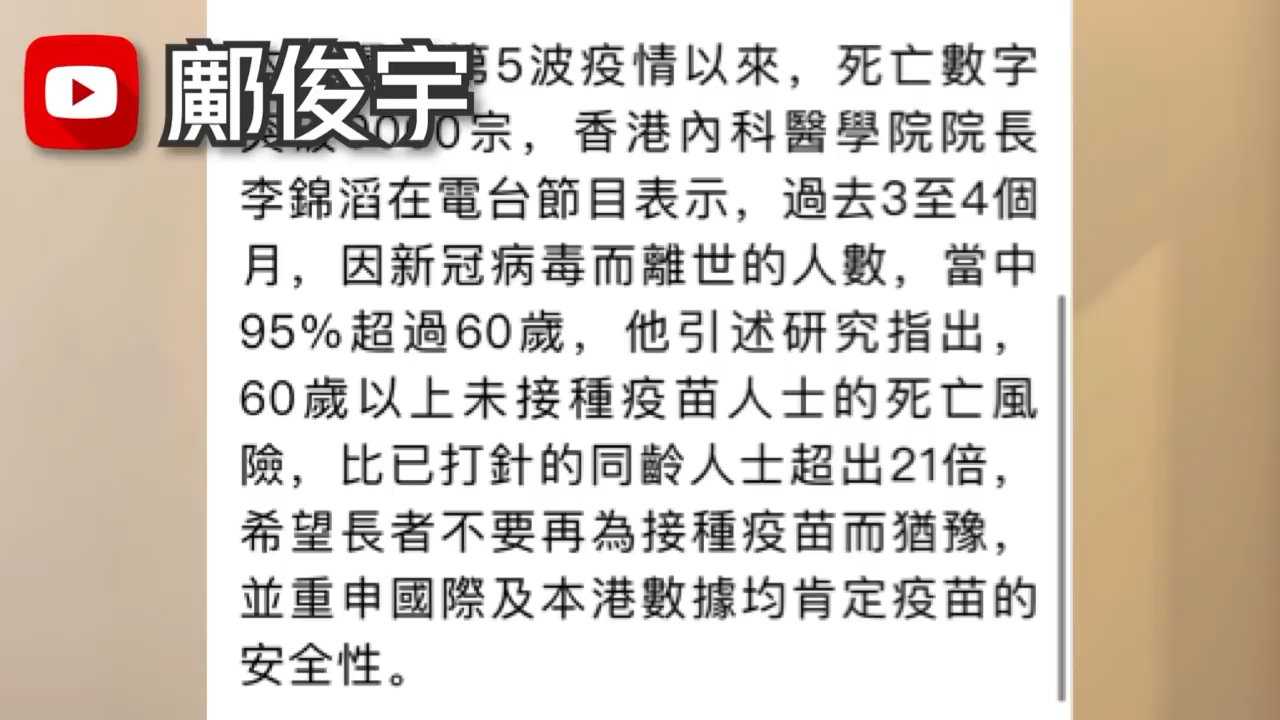 鄺俊宇
第5波疫情以來，死亡數字
宗，香港內科醫學院院長
李錦滔在電台節目表示，過去3至4個
月，因新冠病毒而離世的人數，當中
95%超過60歲，他引述研究指出，
60歲以上未接種疫苗人士的死亡風
險，比已打針的同齡人士超出21倍，
希望長者不要再為接種疫苗而猶豫，
並重申國際及本港數據均肯定疫苗的
安全性。